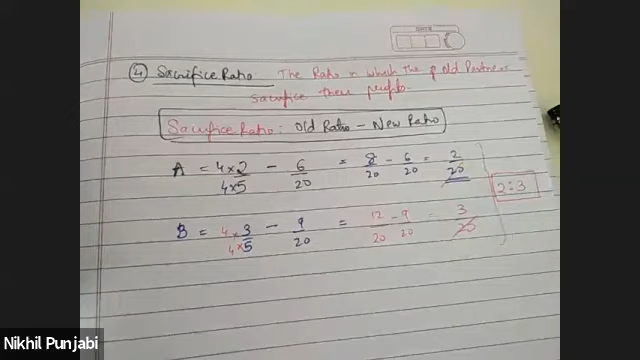 ④ Sacrifice Ratio The Ratio in which the old Partners
sacrifice their profits.
Sacrifice Ratio: Old Ratio - New Ratio
A = 4×2/4×5 - 6/20 = 8/20 - 6/20 = 2/20
2:3
B = 4×3/4×5 - 9/20 = 12/20 - 9/20 = 3/20
Nikhil Punjabi